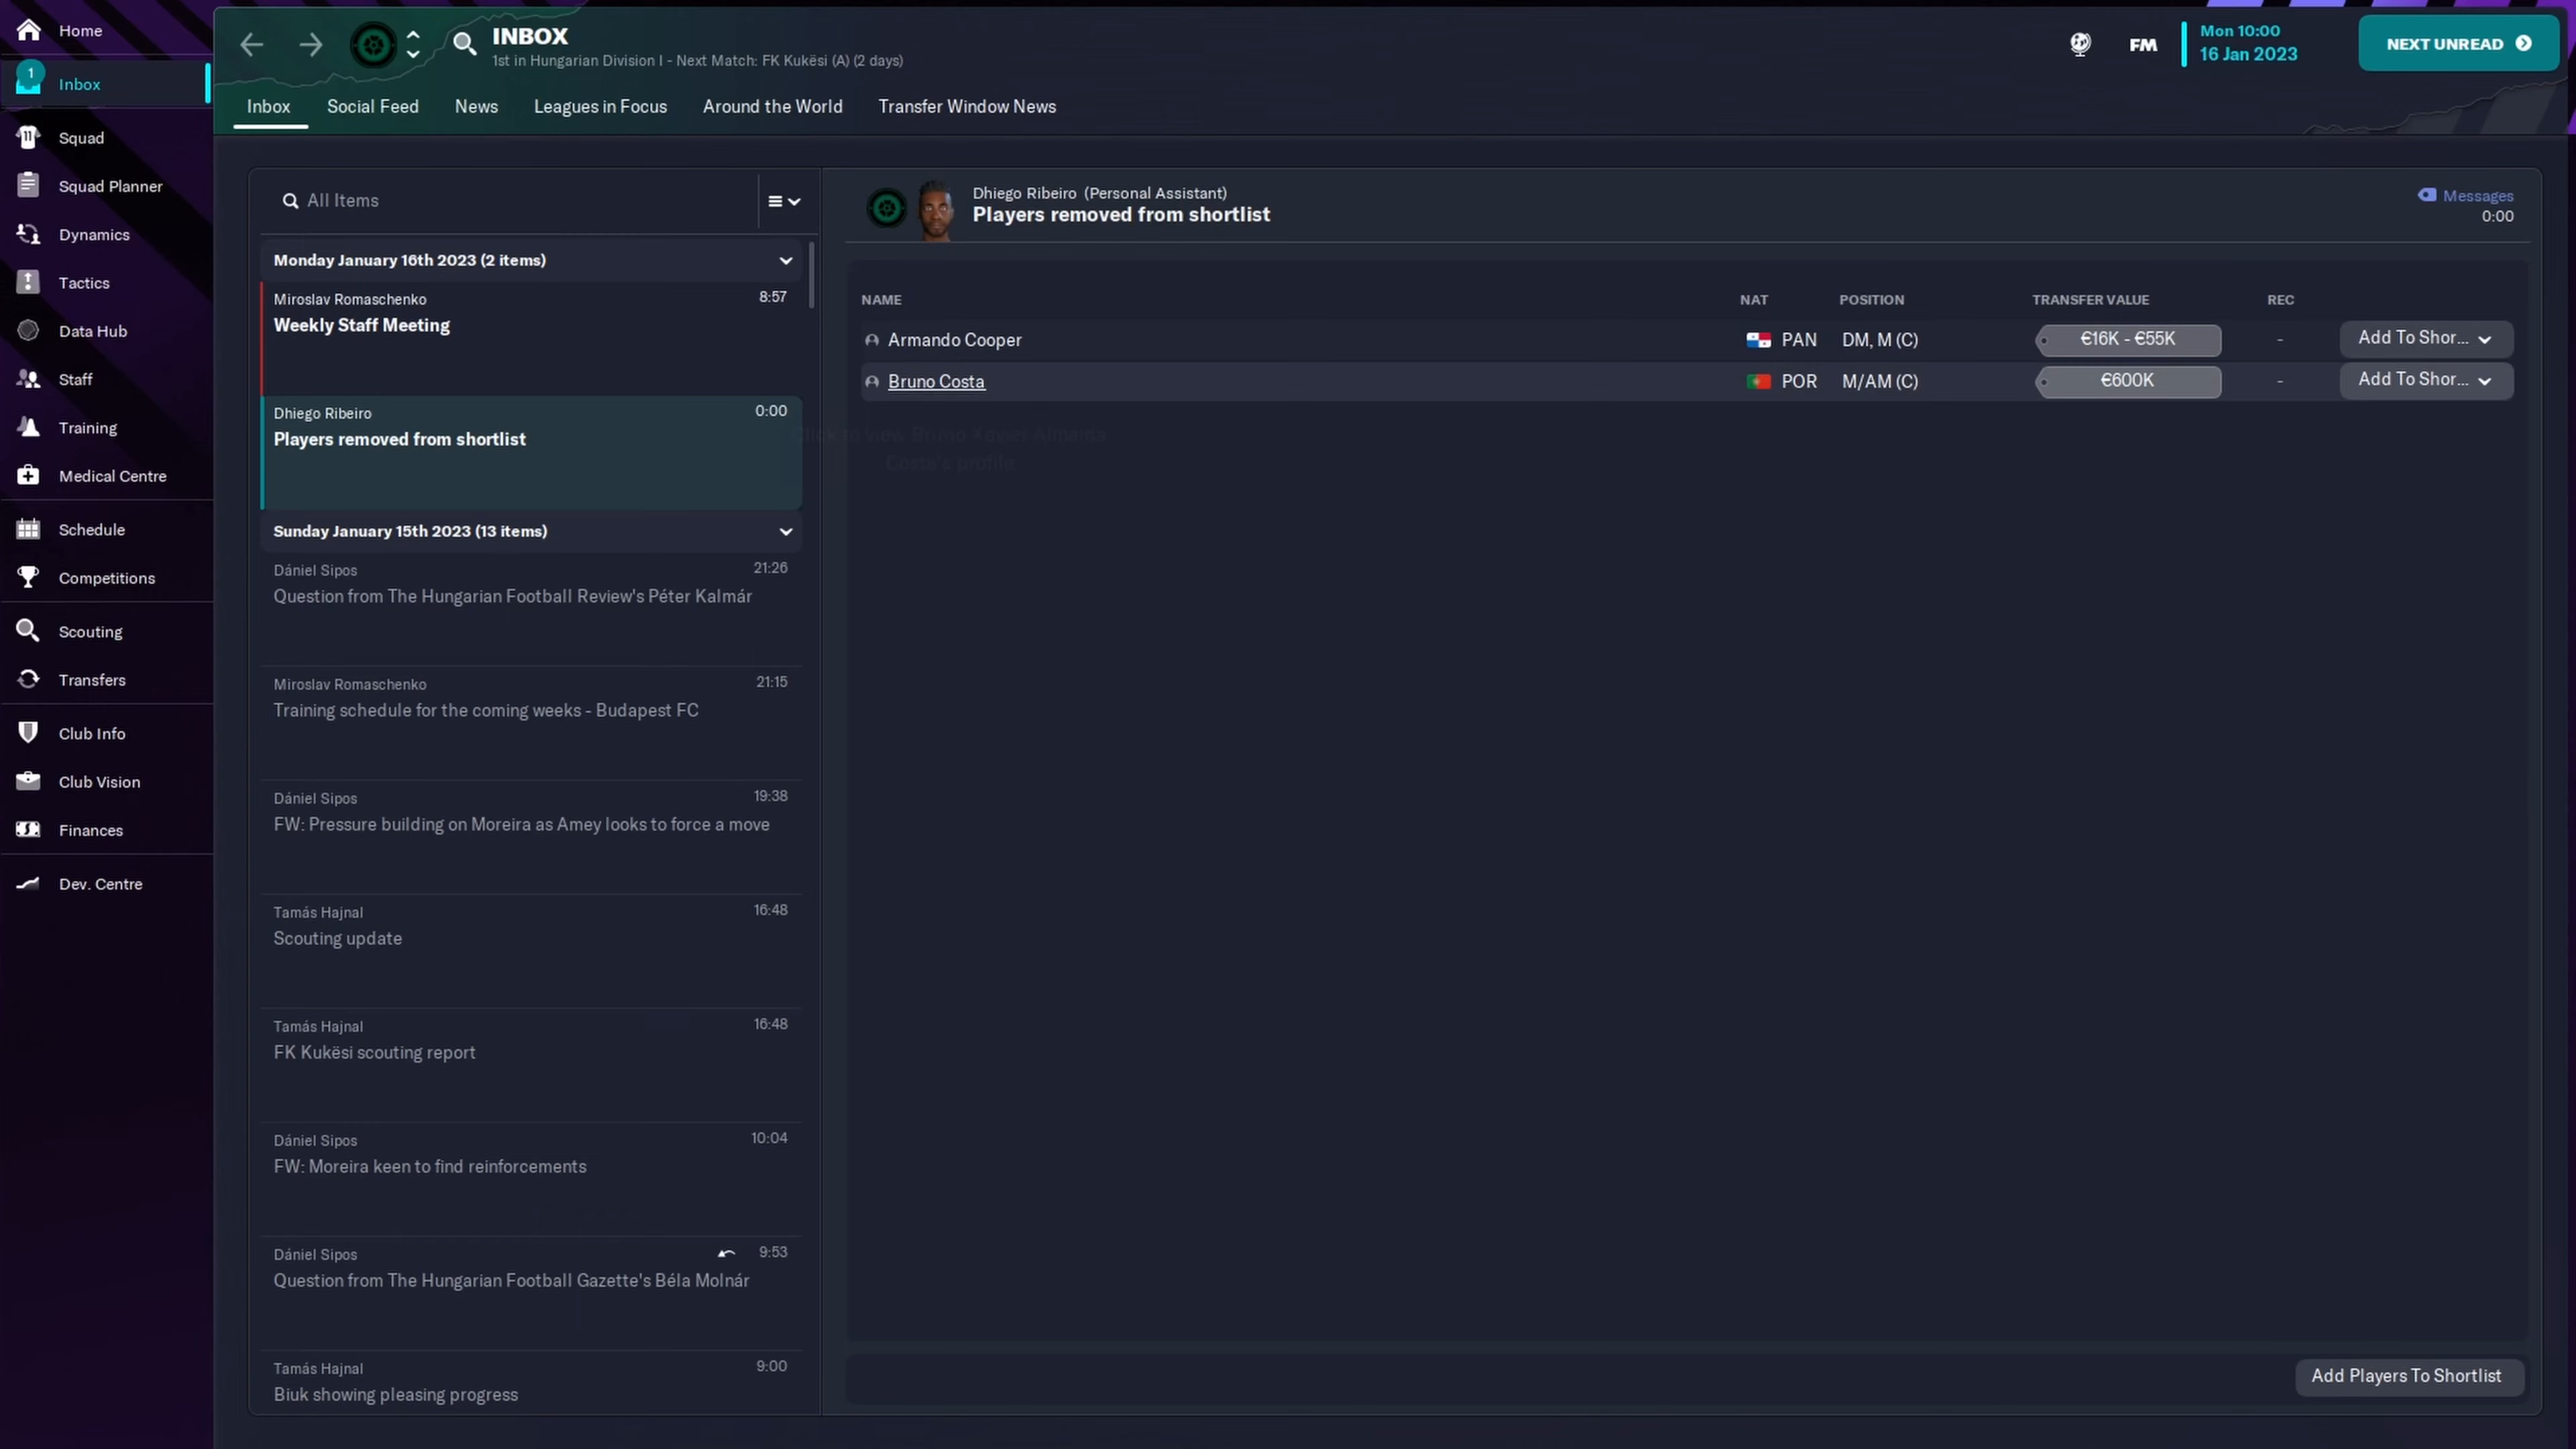 Home
1
Inbox
Squad
Squad Planner
Dynamics
Tactics
Data Hub
Staff
Training
Medical Centre
Schedule
Competitions
Scouting
Transfers
Club Info
Club Vision
Finances
Dev. Centre
INBOX
1st in Hungarian Division I - Next Match: FK Kukësi (A) (2 days)
FM
Mon 10:00
16 Jan 2023
NEXT UNREAD
Inbox Social Feed News Leagues in Focus Around the World Transfer Window News
All Items
Monday January 16th 2023 (2 items)
Miroslav Romaschenko 8:57
Weekly Staff Meeting
Dhiego Ribeiro 0:00
Players removed from shortlist
Sunday January 15th 2023 (13 items)
Dániel Sipos 21:26
Question from The Hungarian Football Review's Péter Kalmár
Miroslav Romaschenko 21:15
Training schedule for the coming weeks - Budapest FC
Dániel Sipos 19:38
FW: Pressure building on Moreira as Amey looks to force a move
Tamás Hajnal 16:48
Scouting update
Tamás Hajnal 16:48
FK Kukësi scouting report
Dániel Sipos 10:04
FW: Moreira keen to find reinforcements
Dániel Sipos 9:53
Question from The Hungarian Football Gazette's Béla Molnár
Tamás Hajnal 9:00
Biuk showing pleasing progress
Dhiego Ribeiro (Personal Assistant)
Players removed from shortlist
Messages
0:00
NAME NAT POSITION TRANSFER VALUE REC
Armando Cooper PAN DM, M (C) €16K - €55K - Add To Shor...
Bruno Costa POR M/AM (C) €600K - Add To Shor...
Click to view Bruno Xavier Almeida
Costa's profile
Add Players To Shortlist